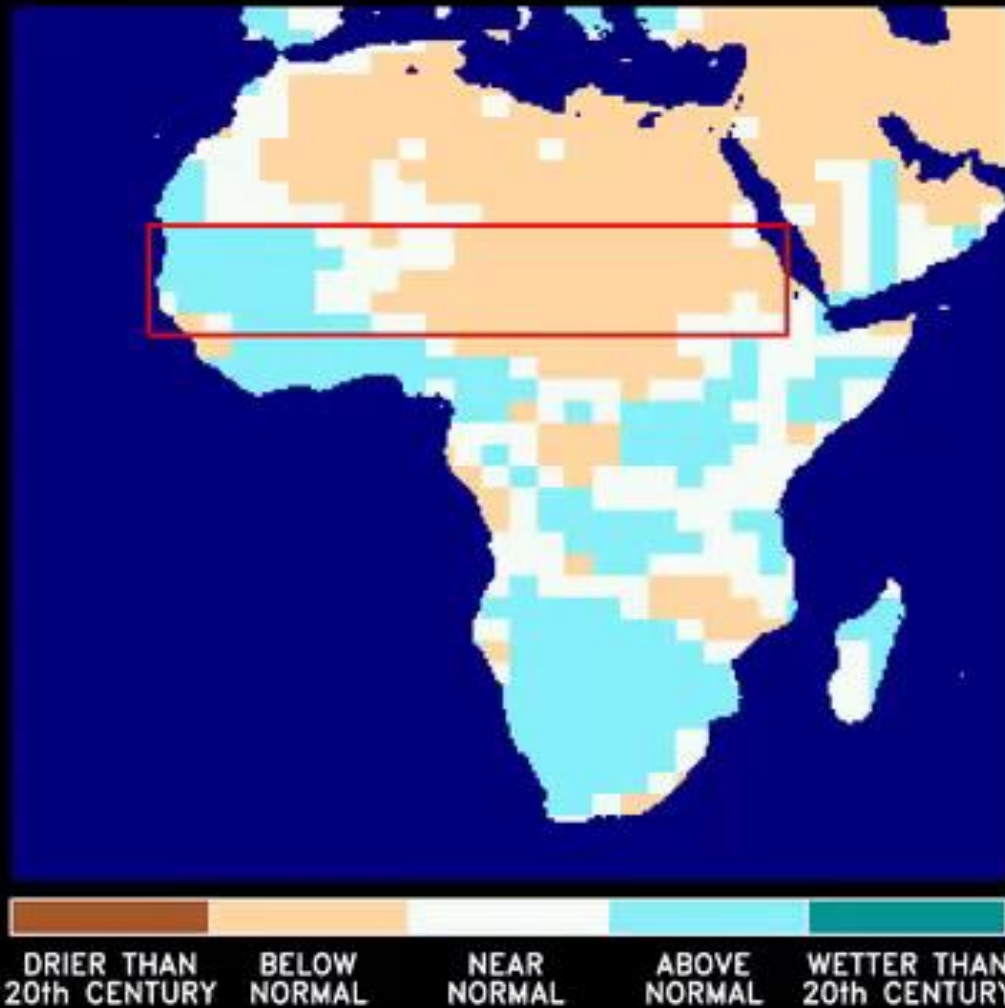 DRIER THAN
20th CENTURY
BELOW
NORMAL
NEAR
NORMAL
ABOVE
NORMAL
WETTER THAN
20th CENTURY